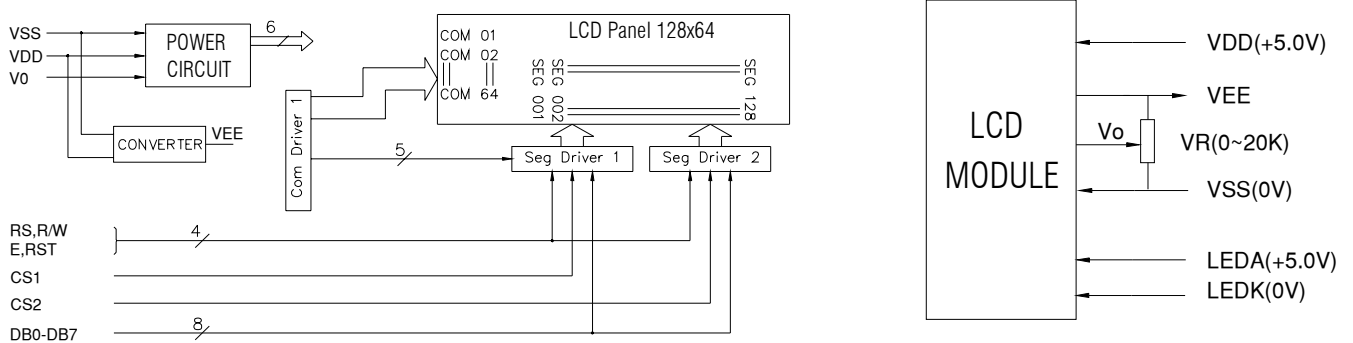 VSS
VDD
V0
POWER
CIRCUIT
6
CONVERTER
VEE
Com Driver 1
LCD Panel 128x64
COM 01
COM 02
COM 64
SEG 001
SEG 002
SEG 128
5
Seg Driver 1
Seg Driver 2
RS,R/W
E,RST
4
CS1
CS2
DB0-DB7
8
LCD
MODULE
VDD(+5.0V)
VEE
Vo
VR(0~20K)
VSS(0V)
LEDA(+5.0V)
LEDK(0V)